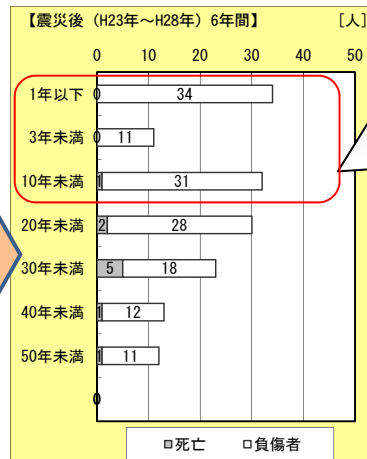 【震災後（H23年～H28年）6年間】 [人]
0 10 20 30 40 50
1年以下 0 34
3年未満 0 11
10年未満 1 31
20年未満 2 28
30年未満 5 18
40年未満 1 12
50年未満 1 11
0
死亡 負傷者